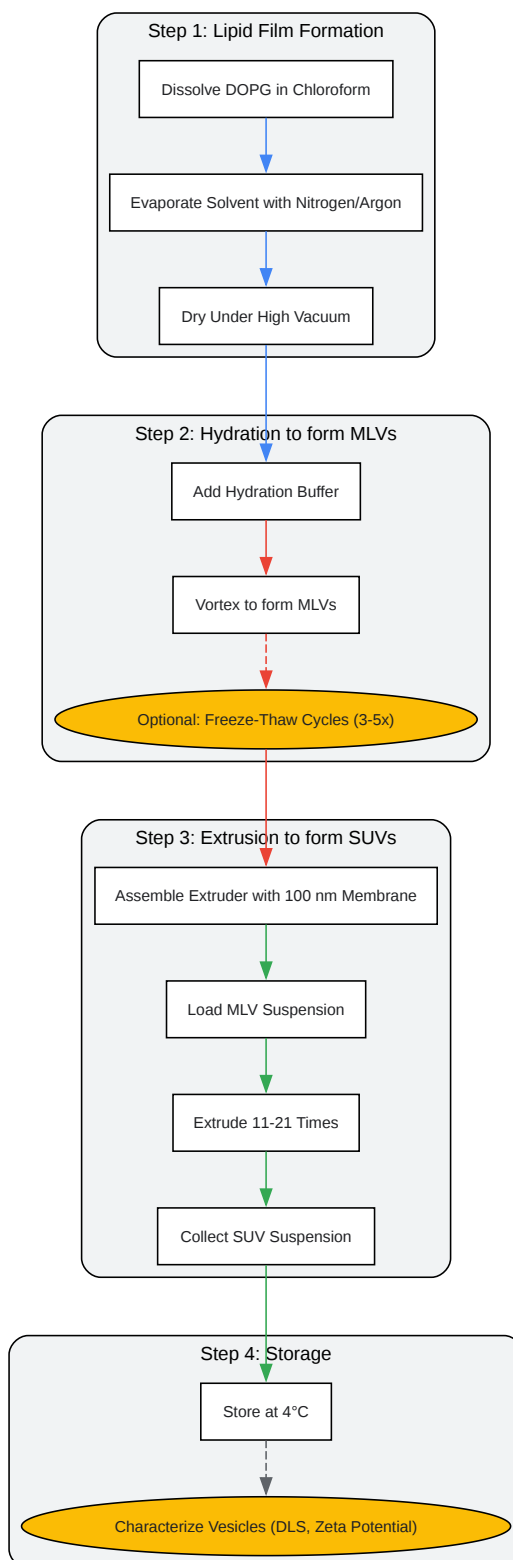 Step 1: Lipid Film Formation
Dissolve DOPG in Chloroform
Evaporate Solvent with Nitrogen/Argon
Dry Under High Vacuum
Step 2: Hydration to form MLVs
Add Hydration Buffer
Vortex to form MLVs
Optional: Freeze-Thaw Cycles (3-5x)
Step 3: Extrusion to form SUVs
Assemble Extruder with 100 nm Membrane
Load MLV Suspension
Extrude 11-21 Times
Collect SUV Suspension
Step 4: Storage
Store at 4°C
Characterize Vesicles (DLS, Zeta Potential)